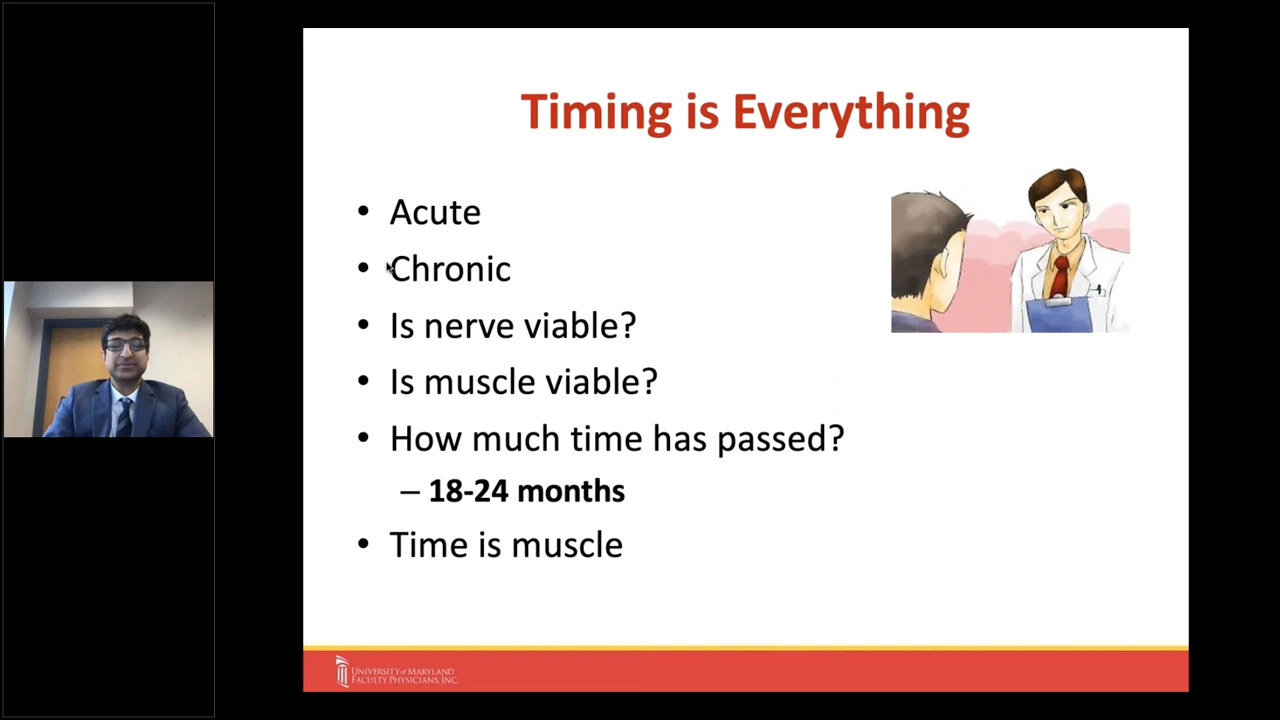 Timing is Everything
• Acute
• Chronic
• Is nerve viable?
• Is muscle viable?
• How much time has passed?
– 18-24 months
• Time is muscle
UNIVERSITY of MARYLAND
FACULTY PHYSICIANS, INC.